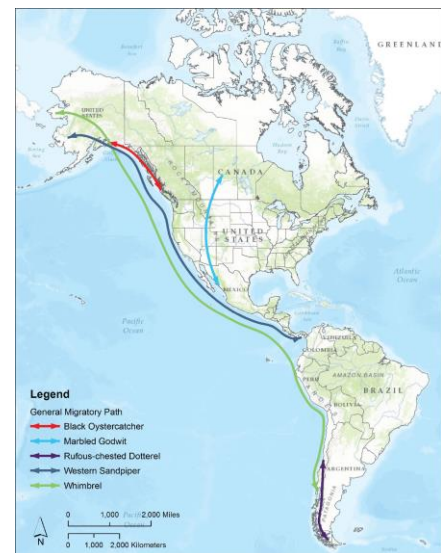 GREENLAND
UNITED
STATES
CANADA
UNITED
STATES
MEXICO
Atlantic
Ocean
Pacific
Ocean
VENEZUELA
COLOMBIA
AMAZON BASIN
PERU
BRAZIL
BOLIVIA
ARGENTINA
PATAGONIA
Legend
General Migratory Path
Black Oystercatcher
Marbled Godwit
Rufous-chested Dotterel
Western Sandpiper
Whimbrel
0 1,000 2,000 Miles
N
0 1,000 2,000 Kilometers